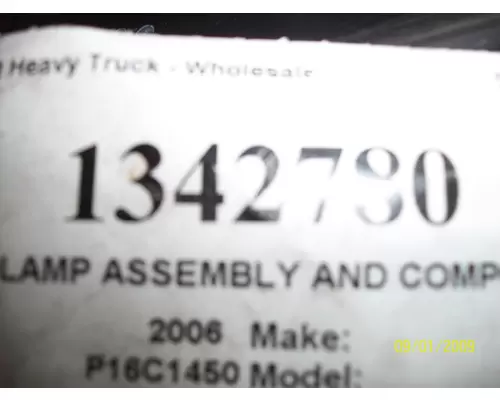 Heavy Truck - Wholesale
1342780
LAMP ASSEMBLY AND COMP
2006 Make:
09/01/2009
P16C1450 Model: